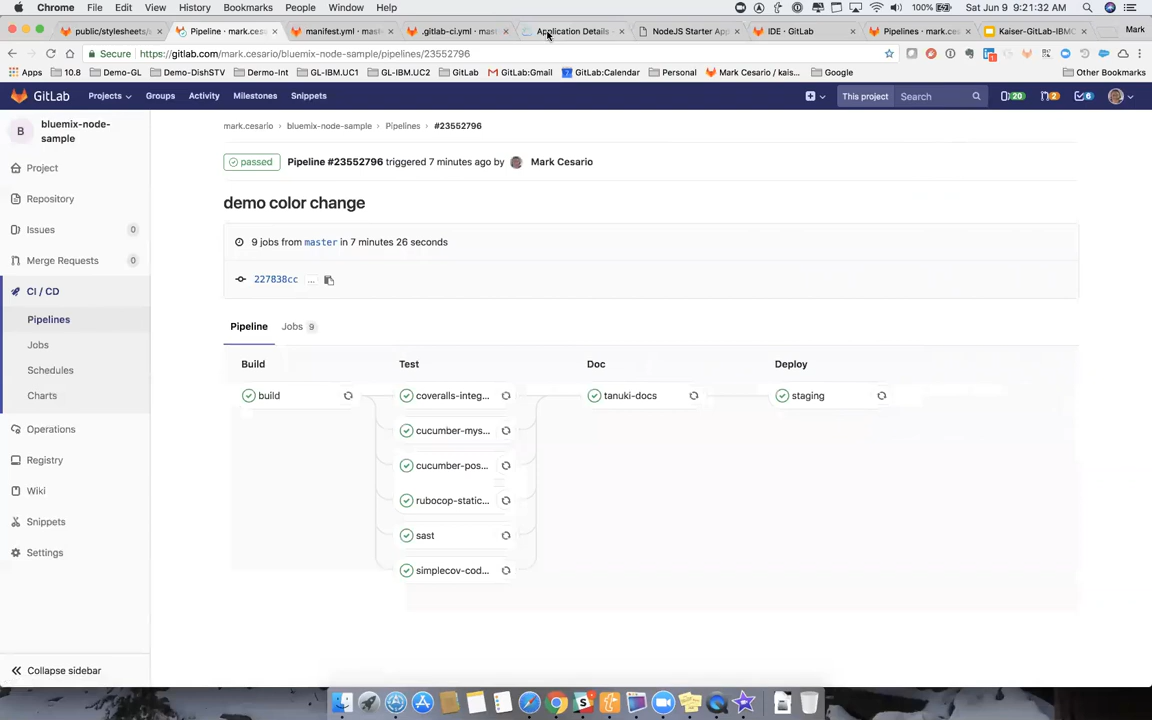 Chrome File Edit View History Bookmarks People Window Help 100% Sat Jun 9 9:21:32 AM
public/stylesheets/ Pipeline · mark.ces manifest.yml · mast .gitlab-ci.yml · mast Application Details NodeJS Starter App IDE · GitLab Pipelines · mark.ce Kaiser-GitLab-IBMC Mark
Secure https://gitlab.com/mark.cesario/bluemix-node-sample/pipelines/23552796
Apps 10.8 Demo-GL Demo-DishSTV Dermo-Int GL-IBM.UC1 GL-IBM.UC2 GitLab GitLab:Gmail GitLab:Calendar Personal Mark Cesario / kais... Google Other Bookmarks
GitLab Projects Groups Activity Milestones Snippets This project Search 20 2 6
B bluemix-node-sample
mark.cesario › bluemix-node-sample › Pipelines › #23552796
passed Pipeline #23552796 triggered 7 minutes ago by Mark Cesario
Project
demo color change
Repository
Issues 0
9 jobs from master in 7 minutes 26 seconds
Merge Requests 0
227838cc ...
CI / CD
Pipelines
Pipeline Jobs 9
Jobs
Schedules
Build Test Doc Deploy
Charts
build coverals-integ... tanuki-docs staging
Operations
cucumber-mys...
Registry
cucumber-pos...
Wiki
rubocop-static...
Snippets
sast
Settings
simplecov-cod...
Collapse sidebar